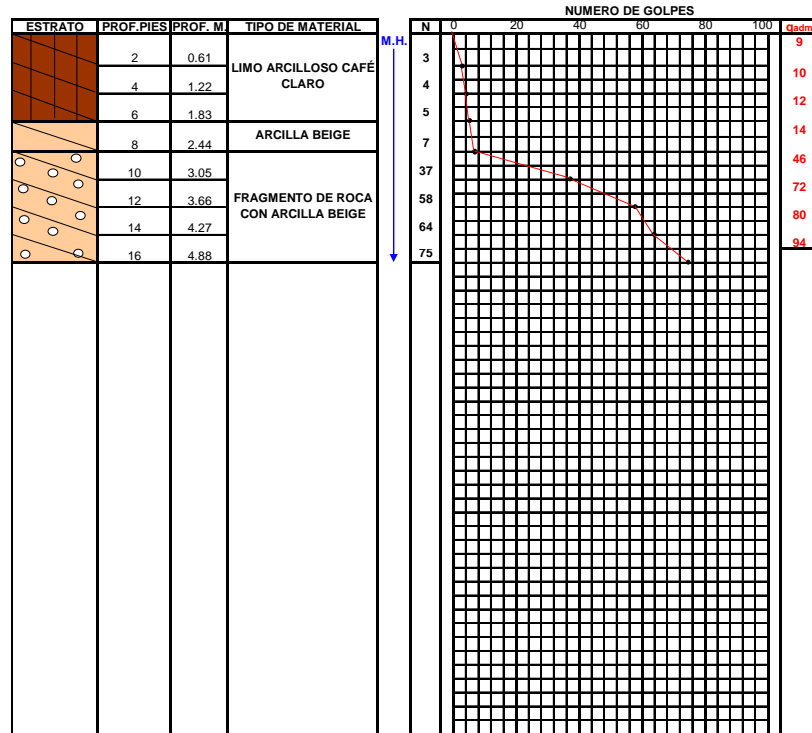 NUMERO DE GOLPES
ESTRATO PROF.PIES PROF. M. TIPO DE MATERIAL N 0 20 40 60 80 100 qadm
M.H.
2 0.61 3 9
LIMO ARCILLOSO CAFÉ
CLARO
4 1.22 4 10
6 1.83 5 12
8 2.44 ARCILLA BEIGE 7 14
10 3.05 37 46
12 3.66 58 72
FRAGMENTO DE ROCA
CON ARCILLA BEIGE
14 4.27 64 80
16 4.88 75 94